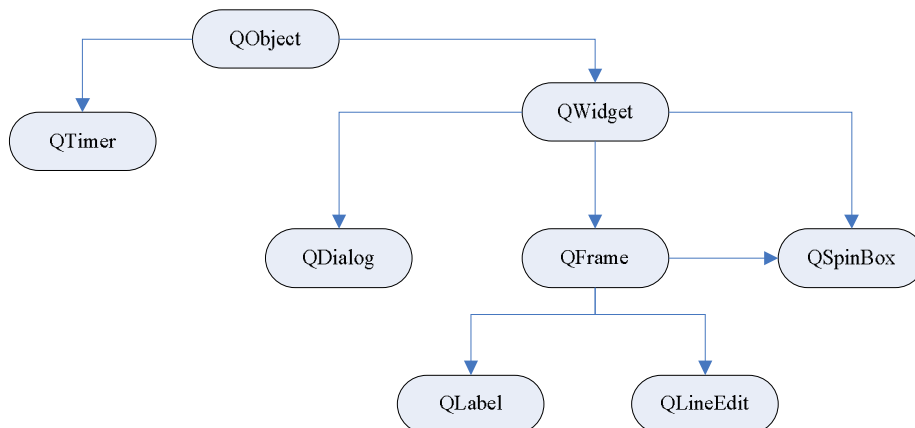 QObject
QWidget
QTimer
QDialog
QFrame
QSpinBox
QLabel
QLineEdit